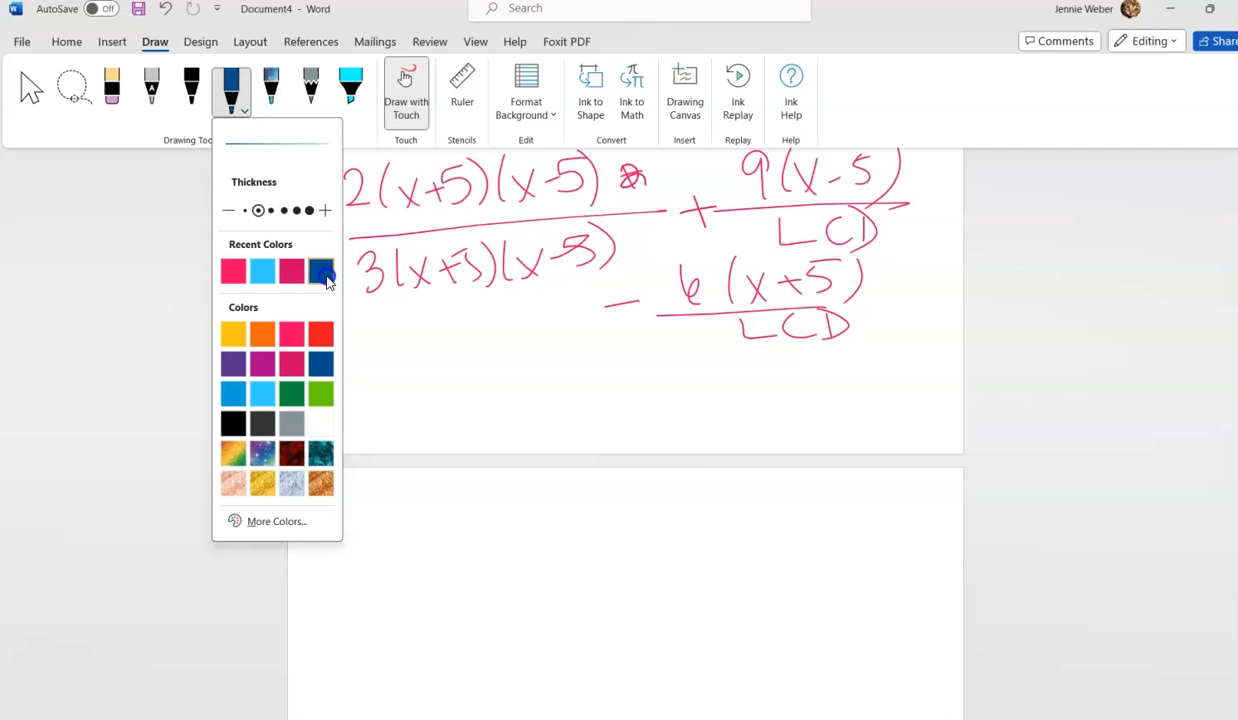 AutoSave Off Document4 - Word Search Jennie Weber
File Home Insert Draw Design Layout References Mailings Review View Help Foxit PDF Comments Editing Share
A
Draw with Touch Ruler Format Background Ink to Shape Ink to Math Drawing Canvas Ink Replay Ink Help
Drawing Too Touch Stencils Edit Convert Insert Replay Help
Thickness
Recent Colors
Colors
More Colors...
2(x+5)(x-5) + 9(x-5)
3(x+5)(x-5) LCD
- 6(x+5)
LCD